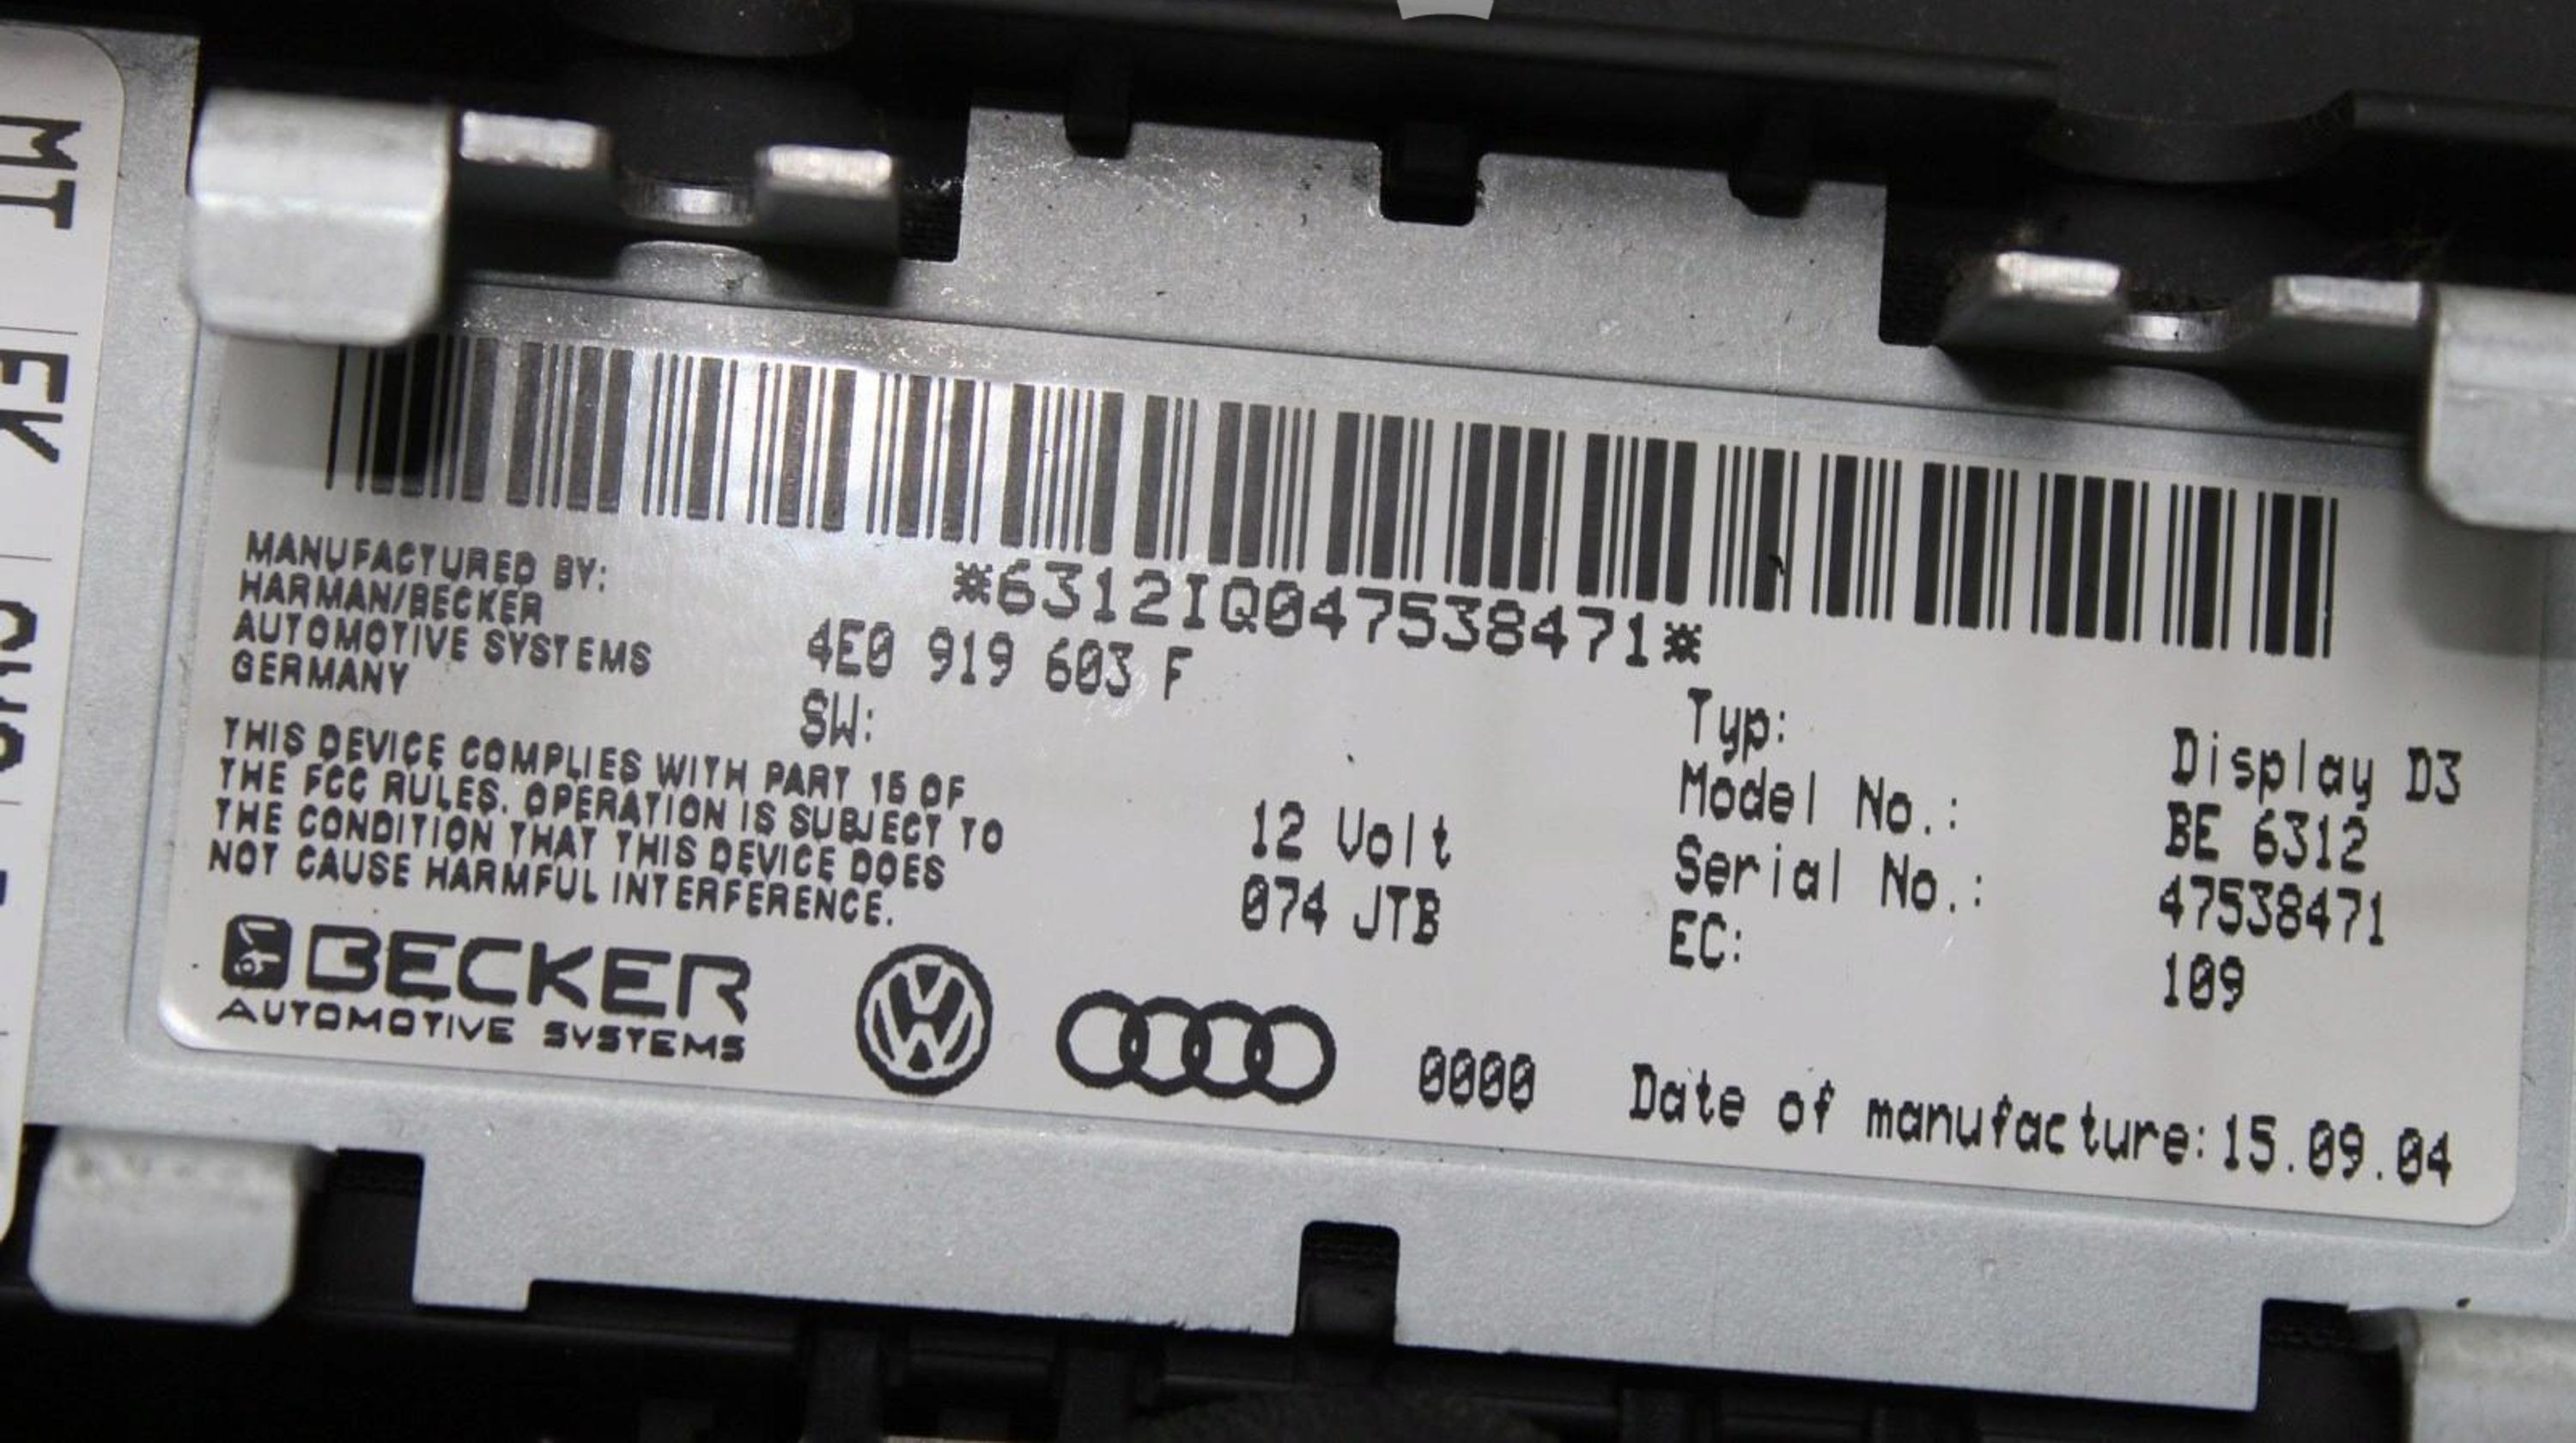 *6312IQ047538471*
MANUFACTURED BY:
HARMAN/BECKER
AUTOMOTIVE SYSTEMS
GERMANY
4E0 919 603 F
SW:
THIS DEVICE COMPLIES WITH PART 15 OF
THE FCC RULES. OPERATION IS SUBJECT TO
THE CONDITION THAT THIS DEVICE DOES
NOT CAUSE HARMFUL INTERFERENCE.
12 Volt
074 JTB
Typ: Display D3
Model No.: BE 6312
Serial No.: 47538471
EC: 109
BECKER
AUTOMOTIVE SYSTEMS
VW
0000 Date of manufacture:15.09.04